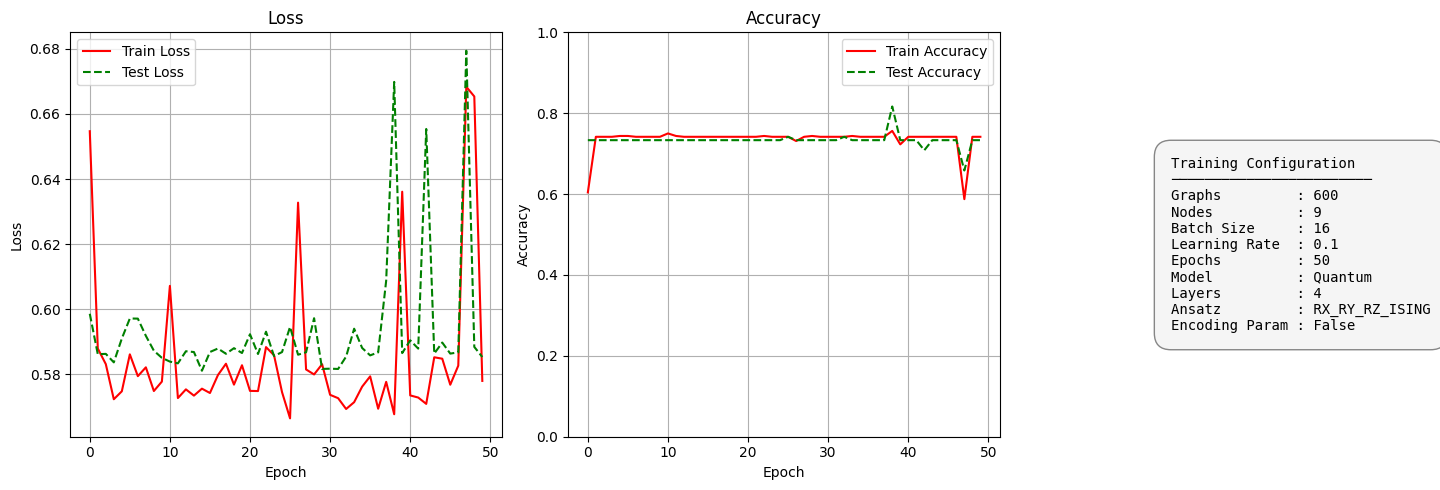 Loss
Train Loss
Test Loss
0.68
0.66
0.64
0.62
0.60
0.58
Loss
0
10
20
30
40
50
Epoch
Accuracy
Train Accuracy
Test Accuracy
1.0
0.8
0.6
0.4
0.2
0.0
Accuracy
0
10
20
30
40
50
Epoch
Training Configuration
Graphs : 600
Nodes : 9
Batch Size : 16
Learning Rate : 0.1
Epochs : 50
Model : Quantum
Layers : 4
Ansatz : RX_RY_RZ_ISING
Encoding Param : False